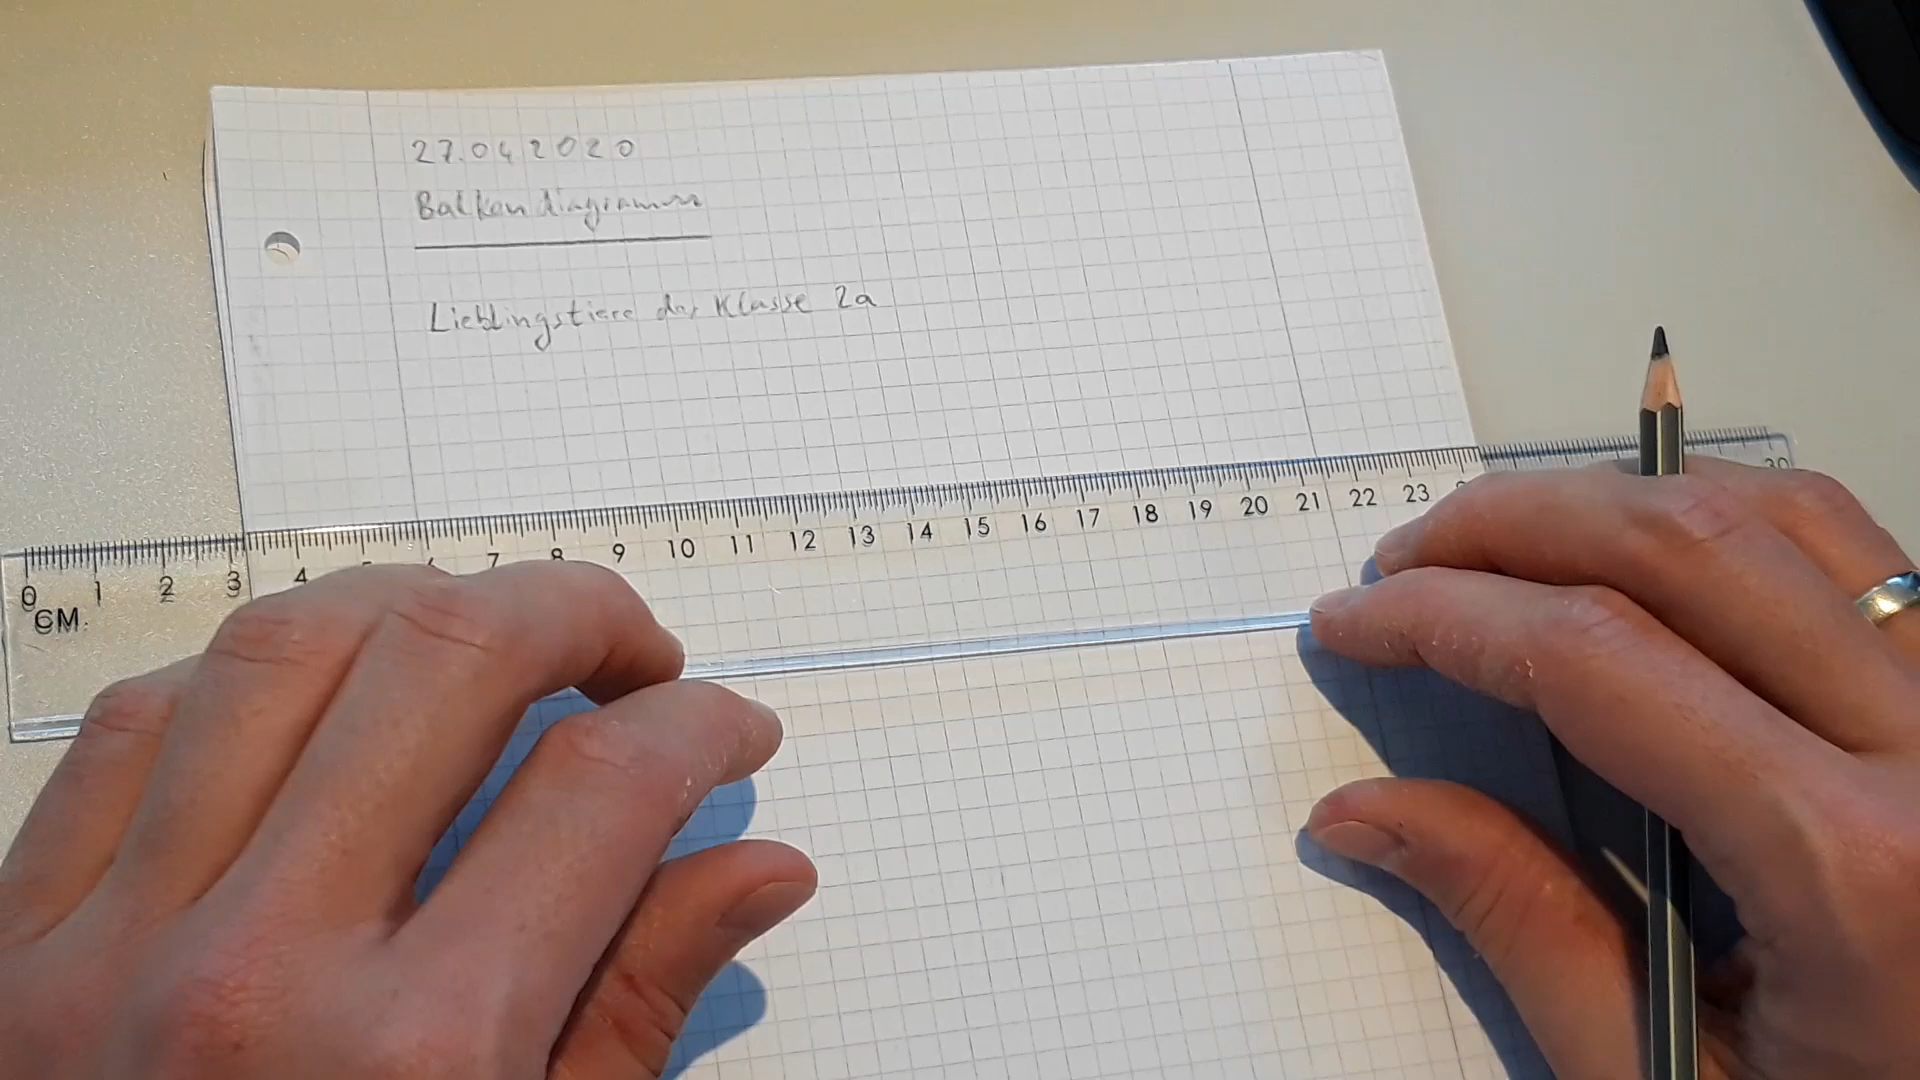 27.04 2020
Balkendiagramm
Lieblingstiere der Klasse 2a
0 1 2 3 4 7 8 9 10 11 12 13 14 15 16 17 18 19 20 21 22 23 30
CM.